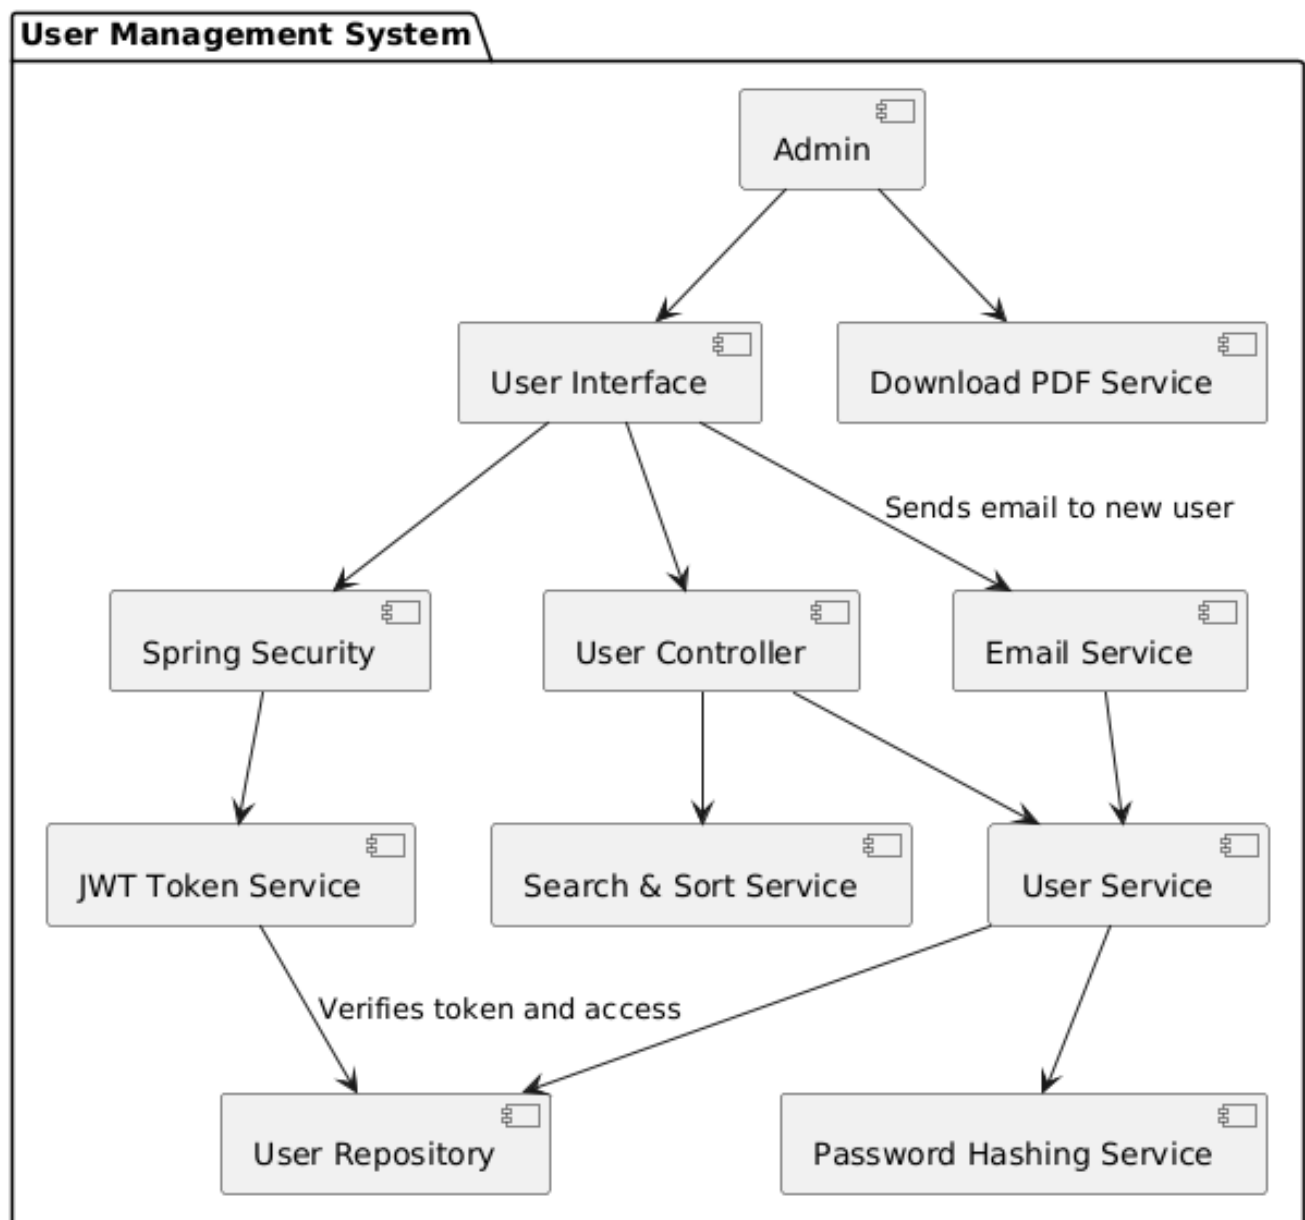 User Management System
Admin
User Interface
Download PDF Service
Sends email to new user
Spring Security
User Controller
Email Service
JWT Token Service
Search & Sort Service
User Service
Verifies token and access
User Repository
Password Hashing Service